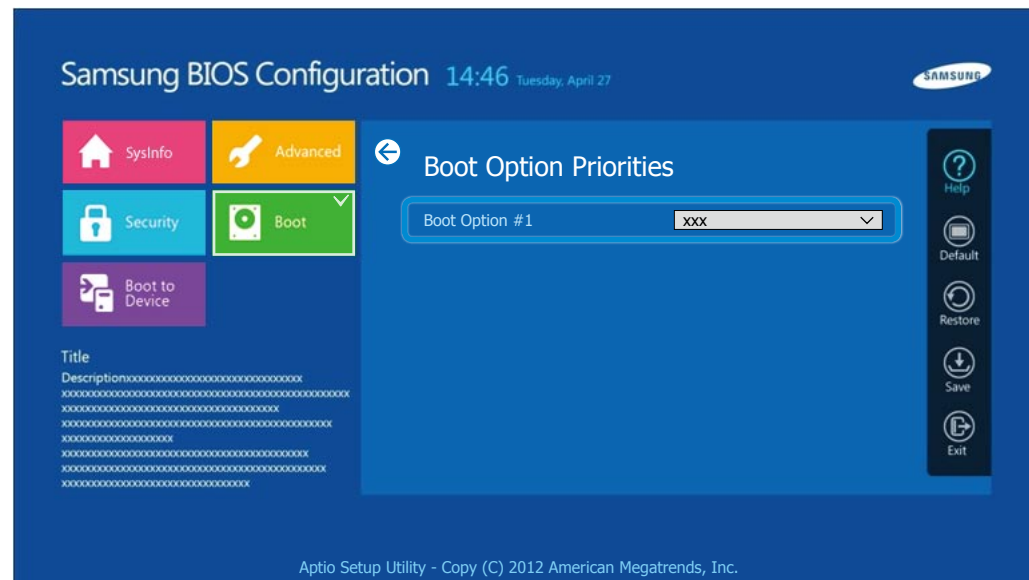 Samsung BIOS Configuration 14:46 Tuesday, April 27
SAMSUNG
SysInfo
Advanced
Security
Boot
Boot to
Device
Title
Descriptionxxxxxxxxxxxxxxxxxxxxxxxxxxxxxxx
Boot Option Priorities
Boot Option #1 xxx
Help
Default
Restore
Save
Exit
Aptio Setup Utility - Copy (C) 2012 American Megatrends, Inc.